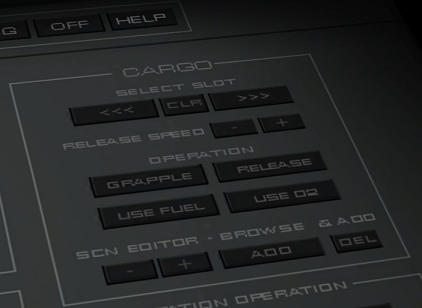 G OFF HELP
CARGO
SELECT SLOT
<<< CLR >>>
RELEASE SPEED - +
OPERATION
GRAPPLE RELEASE
USE FUEL USE O2
SCN EDITOR - BROWSE & ADD
- + ADD DEL
TION OPERATION